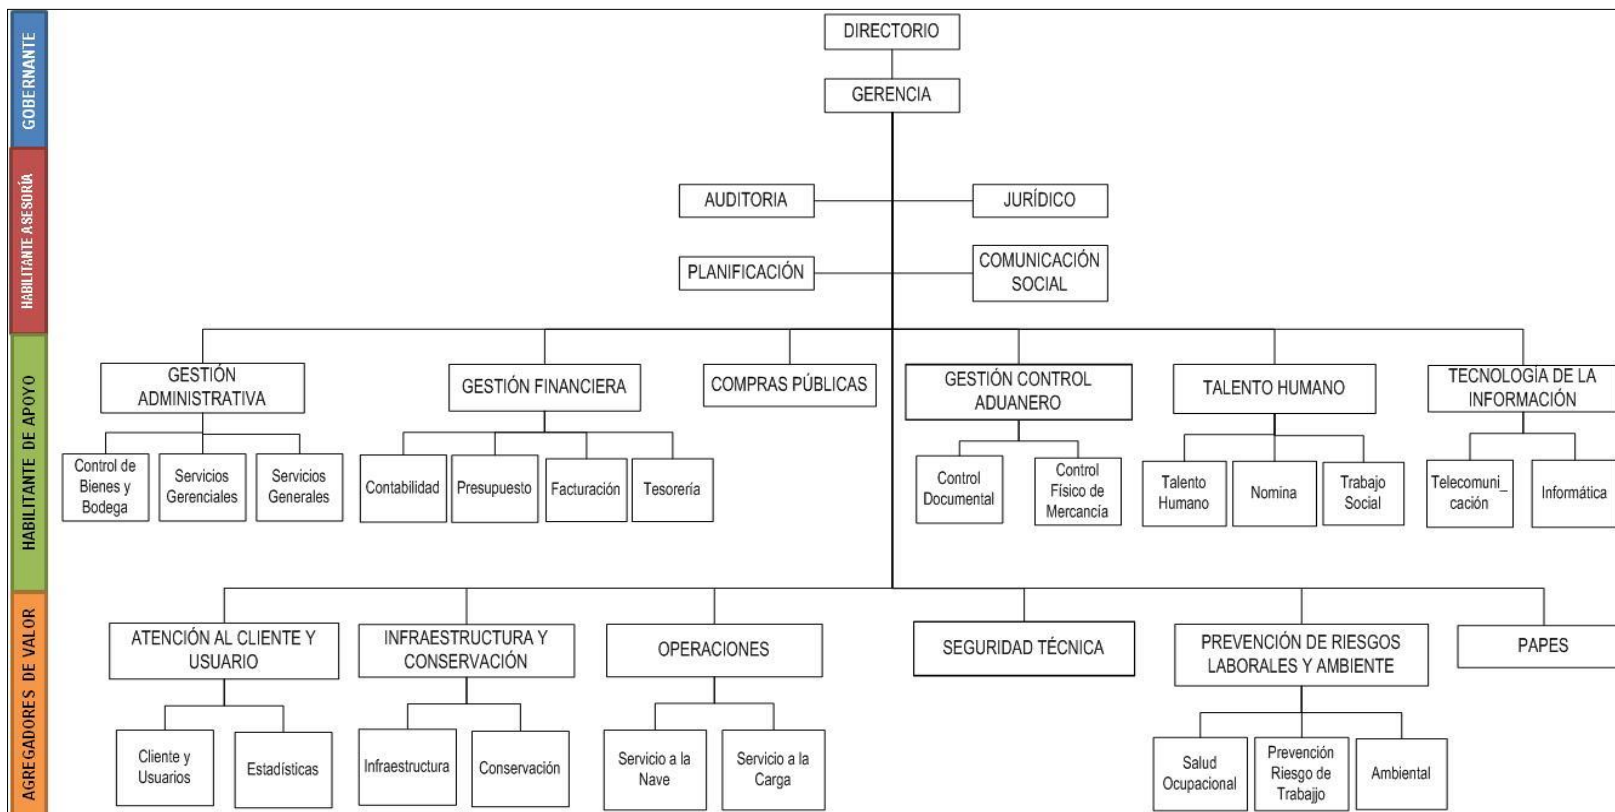 GOBERNANTE
DIRECTORIO
GERENCIA
HABILITANTE ASESORÍA
AUDITORIA
JURÍDICO
PLANIFICACIÓN
COMUNICACIÓN
SOCIAL
HABILITANTE DE APOYO
GESTIÓN
ADMINISTRATIVA
GESTIÓN FINANCIERA
COMPRAS PÚBLICAS
GESTIÓN CONTROL
ADUANERO
TALENTO HUMANO
TECNOLOGÍA DE LA
INFORMACIÓN
Control de
Bienes y
Bodega
Servicios
Gerenciales
Servicios
Generales
Contabilidad
Presupuesto
Facturación
Tesorería
Control
Documental
Control
Físico de
Mercancía
Talento
Humano
Nomina
Trabajo
Social
Telecomuni_
cación
Informática
AGREGADORES DE VALOR
ATENCIÓN AL CLIENTE Y
USUARIO
INFRAESTRUCTURA Y
CONSERVACIÓN
OPERACIONES
SEGURIDAD TÉCNICA
PREVENCIÓN DE RIESGOS
LABORALES Y AMBIENTE
PAPES
Cliente y
Usuarios
Estadísticas
Infraestructura
Conservación
Servicio a la
Nave
Servicio a la
Carga
Salud
Ocupacional
Prevención
Riesgo de
Trabajjo
Ambiental